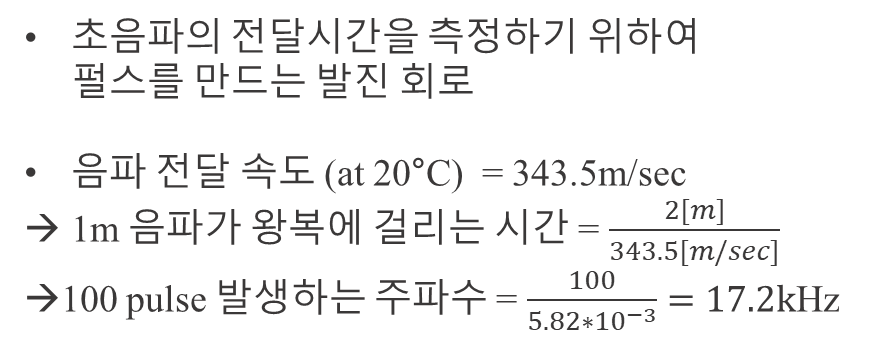 • 초음파의 전달시간을 측정하기 위하여
펄스를 만드는 발진 회로
• 음파 전달 속도 (at 20°C) = 343.5m/sec
→ 1m 음파가 왕복에 걸리는 시간 = 2[m] / 343.5[m/sec]
→100 pulse 발생하는 주파수 = 100 / 5.82*10⁻³ = 17.2kHz